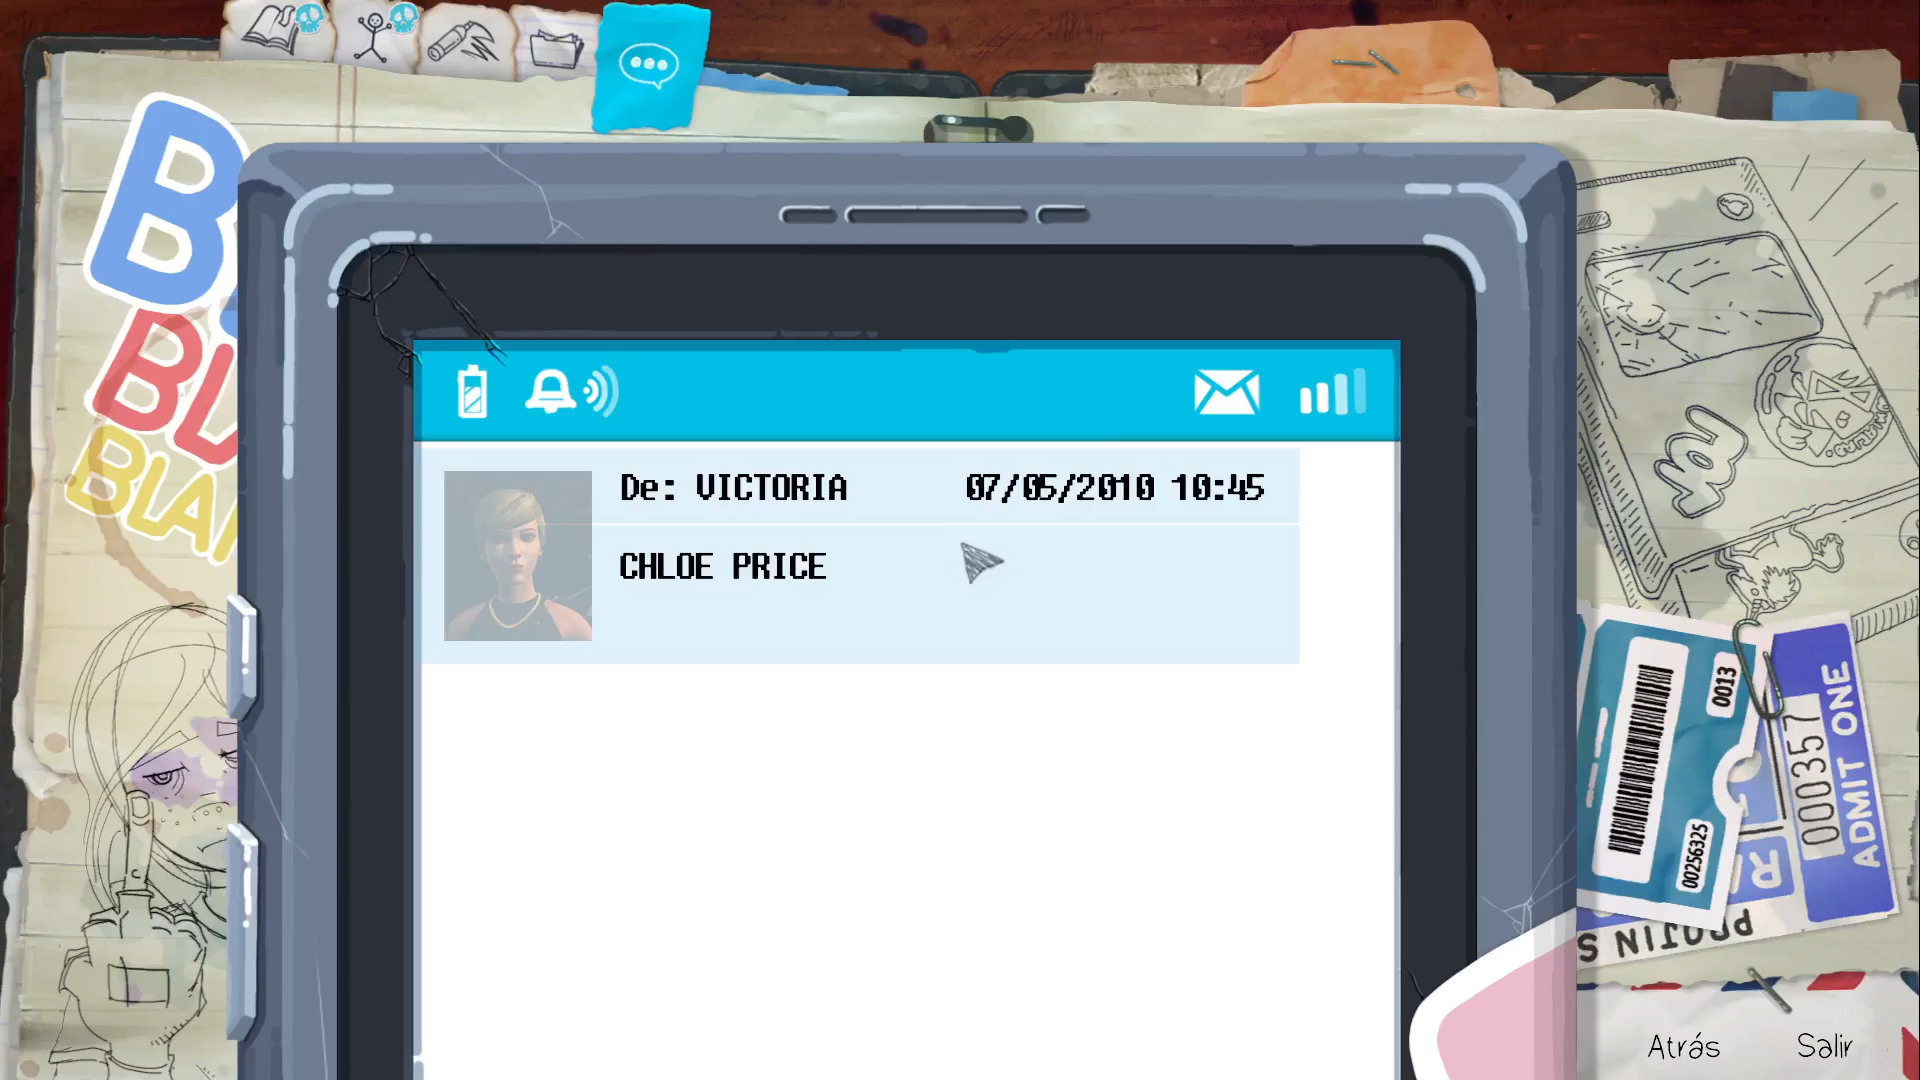 De: VICTORIA 07/05/2010 10:45
CHLOE PRICE
0013
00256325
000357
ADMIT ONE
Atrás Salir